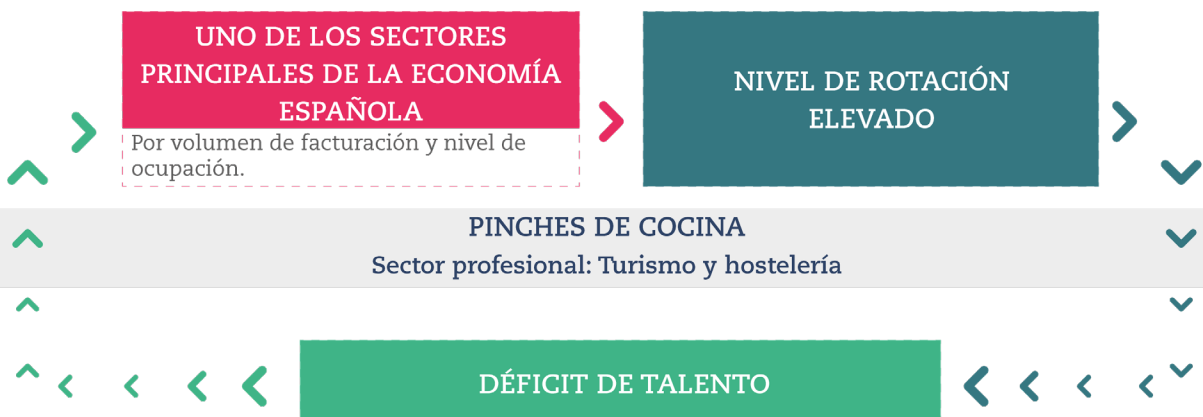 UNO DE LOS SECTORES
PRINCIPALES DE LA ECONOMÍA
ESPAÑOLA
Por volumen de facturación y nivel de
ocupación.
NIVEL DE ROTACIÓN
ELEVADO
PINCHES DE COCINA
Sector profesional: Turismo y hostelería
DÉFICIT DE TALENTO